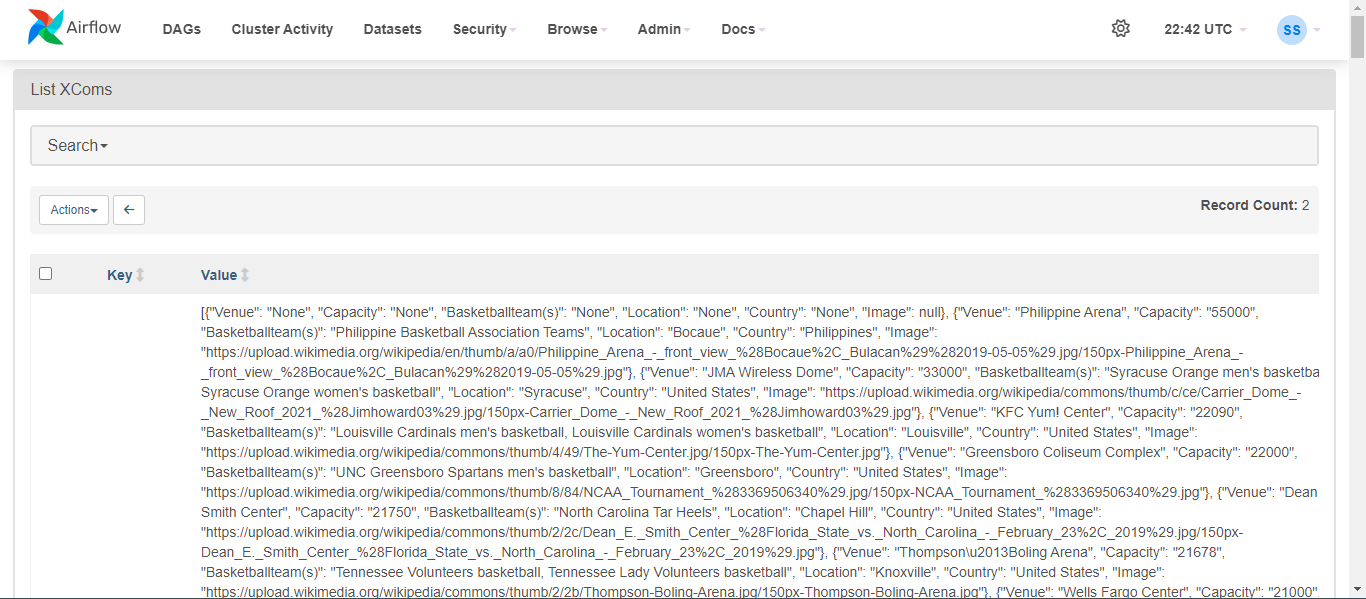 Airflow DAGs Cluster Activity Datasets Security Browse Admin Docs 22:42 UTC SS
List XComs
Search
Actions Record Count: 2
Key Value
[{"Venue": "None", "Capacity": "None", "Basketballteam(s)": "None", "Location": "None", "Country": "None", "Image": null}, {"Venue": "Philippine Arena", "Capacity": "55000",
"Basketballteam(s)": "Philippine Basketball Association Teams", "Location": "Bocaue", "Country": "Philippines", "Image":
"https://upload.wikimedia.org/wikipedia/en/thumb/a/a0/Philippine_Arena_-_front_view_%28Bocaue%2C_Bulacan%29%282019-05-05%29.jpg/150px-Philippine_Arena_-
_front_view_%28Bocaue%2C_Bulacan%29%282019-05-05%29.jpg"}, {"Venue": "JMA Wireless Dome", "Capacity": "33000", "Basketballteam(s)": "Syracuse Orange men's basketba
Syracuse Orange women's basketball", "Location": "Syracuse", "Country": "United States", "Image": "https://upload.wikimedia.org/wikipedia/commons/thumb/c/ce/Carrier_Dome_-
_New_Roof_2021_%28Jimhoward03%29.jpg/150px-Carrier_Dome_-_New_Roof_2021_%28Jimhoward03%29.jpg"}, {"Venue": "KFC Yum! Center", "Capacity": "22090",
"Basketballteam(s)": "Louisville Cardinals men's basketball, Louisville Cardinals women's basketball", "Location": "Louisville", "Country": "United States", "Image":
"https://upload.wikimedia.org/wikipedia/commons/thumb/4/49/The-Yum-Center.jpg/150px-The-Yum-Center.jpg"}, {"Venue": "Greensboro Coliseum Complex", "Capacity": "22000",
"Basketballteam(s)": "UNC Greensboro Spartans men's basketball", "Location": "Greensboro", "Country": "United States", "Image":
"https://upload.wikimedia.org/wikipedia/commons/thumb/8/84/NCAA_Tournament_%283369506340%29.jpg/150px-NCAA_Tournament_%283369506340%29.jpg"}, {"Venue": "Dean
Smith Center", "Capacity": "21750", "Basketballteam(s)": "North Carolina Tar Heels", "Location": "Chapel Hill", "Country": "United States", "Image":
"https://upload.wikimedia.org/wikipedia/commons/thumb/2/2c/Dean_E._Smith_Center_%28Florida_State_vs._North_Carolina_-_February_23%2C_2019%29.jpg/150px-
Dean_E._Smith_Center_%28Florida_State_vs._North_Carolina_-_February_23%2C_2019%29.jpg"}, {"Venue": "Thompson\u2013Boling Arena", "Capacity": "21678",
"Basketballteam(s)": "Tennessee Volunteers basketball, Tennessee Lady Volunteers basketball", "Location": "Knoxville", "Country": "United States", "Image":
"https://upload.wikimedia.org/wikipedia/commons/thumb/2/2b/Thompson-Boling-Arena.jpg/150px-Thompson-Boling-Arena.jpg"}, {"Venue": "Wells Fargo Center", "Capacity": "21000"